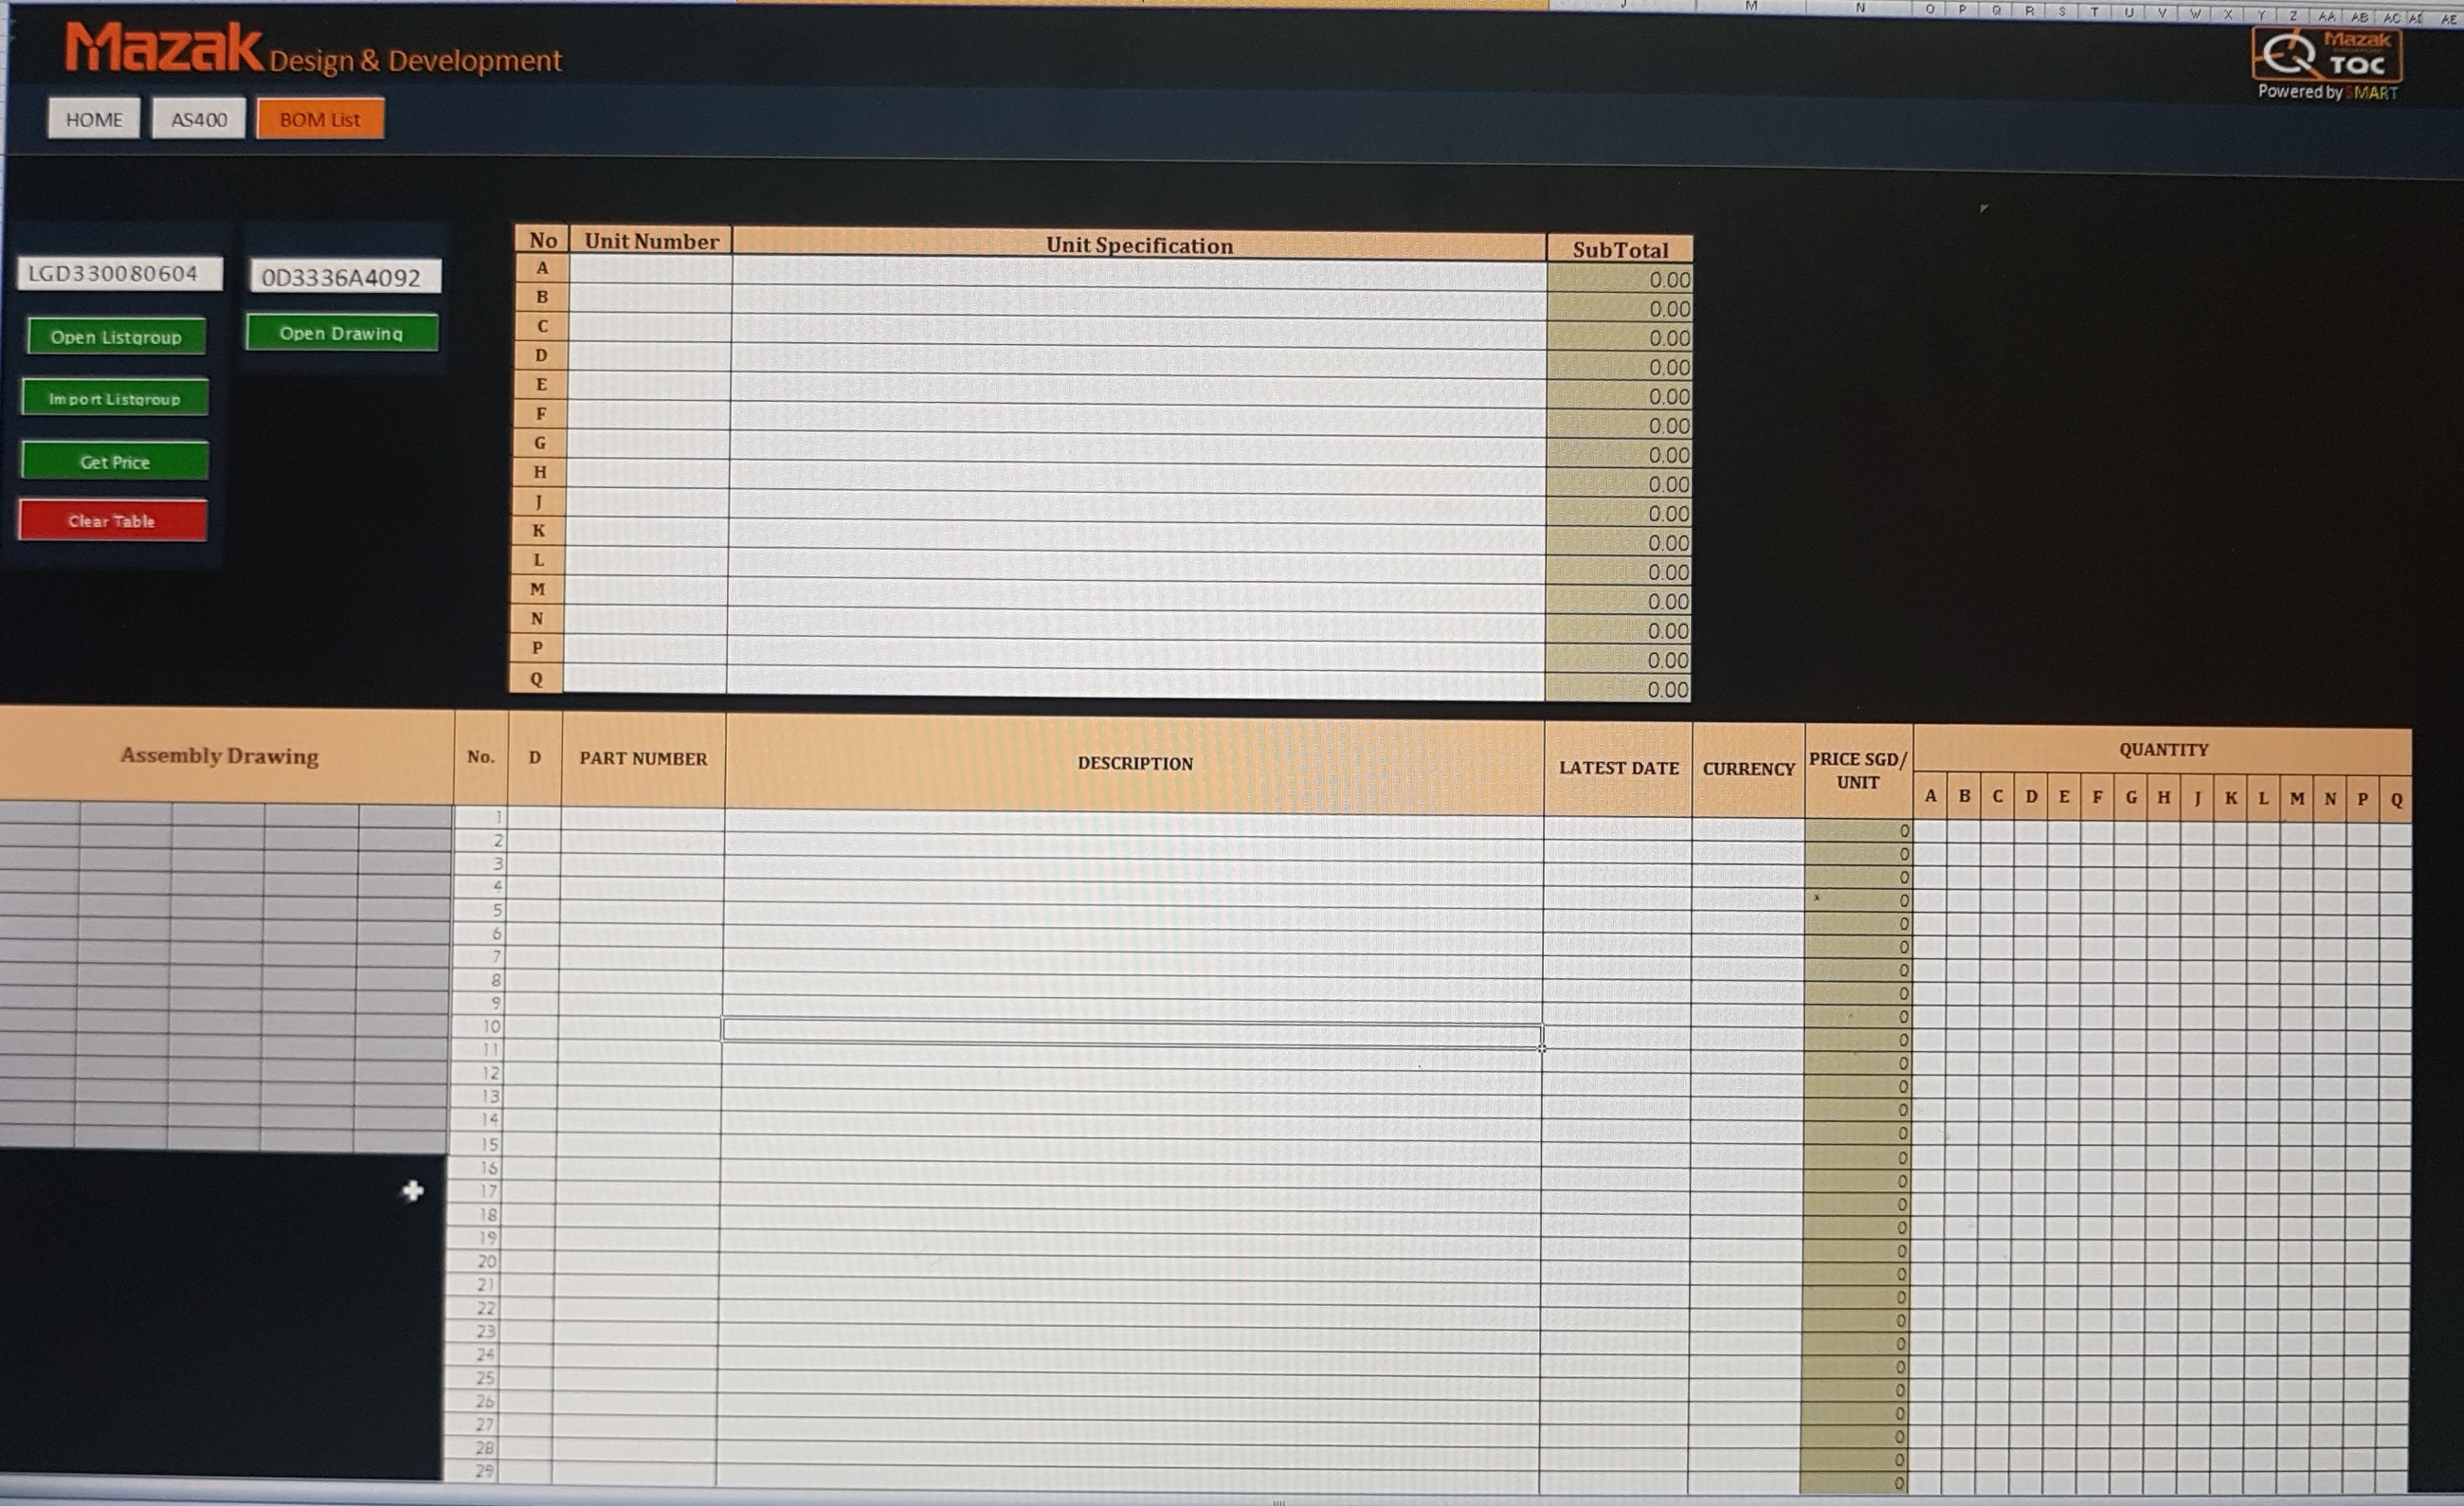 J M N O P Q R S T U V W X Y Z AA AB AC AD AE
Mazak Design & Development
Mazak
TQC
Powered by SMART
HOME AS400 BOM List
LGD330080604 0D3336A4092
Open Listgroup Open Drawing
Import Listgroup
Get Price
Clear Table
No Unit Number Unit Specification SubTotal
A 0.00
B 0.00
C 0.00
D 0.00
E 0.00
F 0.00
G 0.00
H 0.00
J 0.00
K 0.00
L 0.00
M 0.00
N 0.00
P 0.00
Q 0.00
Assembly Drawing No. D PART NUMBER DESCRIPTION LATEST DATE CURRENCY PRICE SGD/
UNIT QUANTITY
A B C D E F G H J K L M N P Q
1 0
2 0
3 0
4 0
5 0
6 0
7 0
8 0
9 0
10 0
11 0
12 0
13 0
14 0
15 0
16 0
17 0
18 0
19 0
20 0
21 0
22 0
23 0
24 0
25 0
26 0
27 0
28 0
29 0